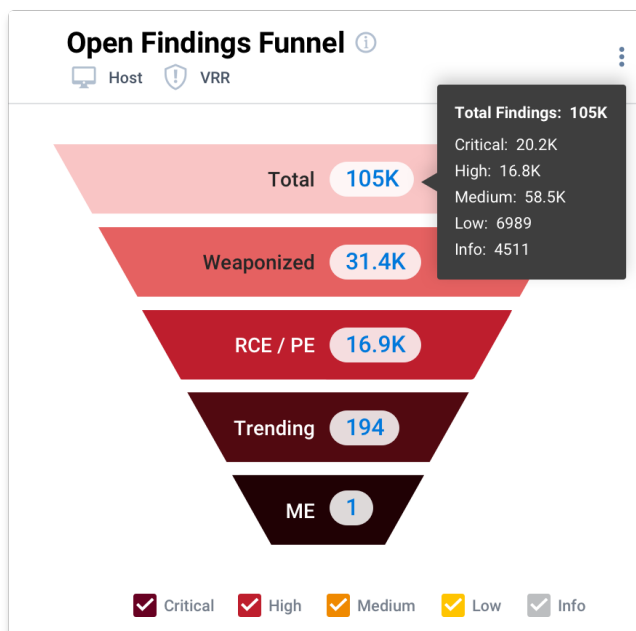 Open Findings Funnel
Host VRR
Total Findings: 105K
Critical: 20.2K
High: 16.8K
Medium: 58.5K
Low: 6989
Info: 4511
Total 105K
Weaponized 31.4K
RCE / PE 16.9K
Trending 194
ME 1
Critical High Medium Low Info